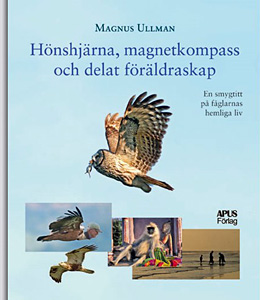 MAGNUS ULLMAN
Hönshjärna, magnetkompass
och delat föräldraskap
En smygtitt
på fåglarnas
hemliga liv
APUS
Förlag